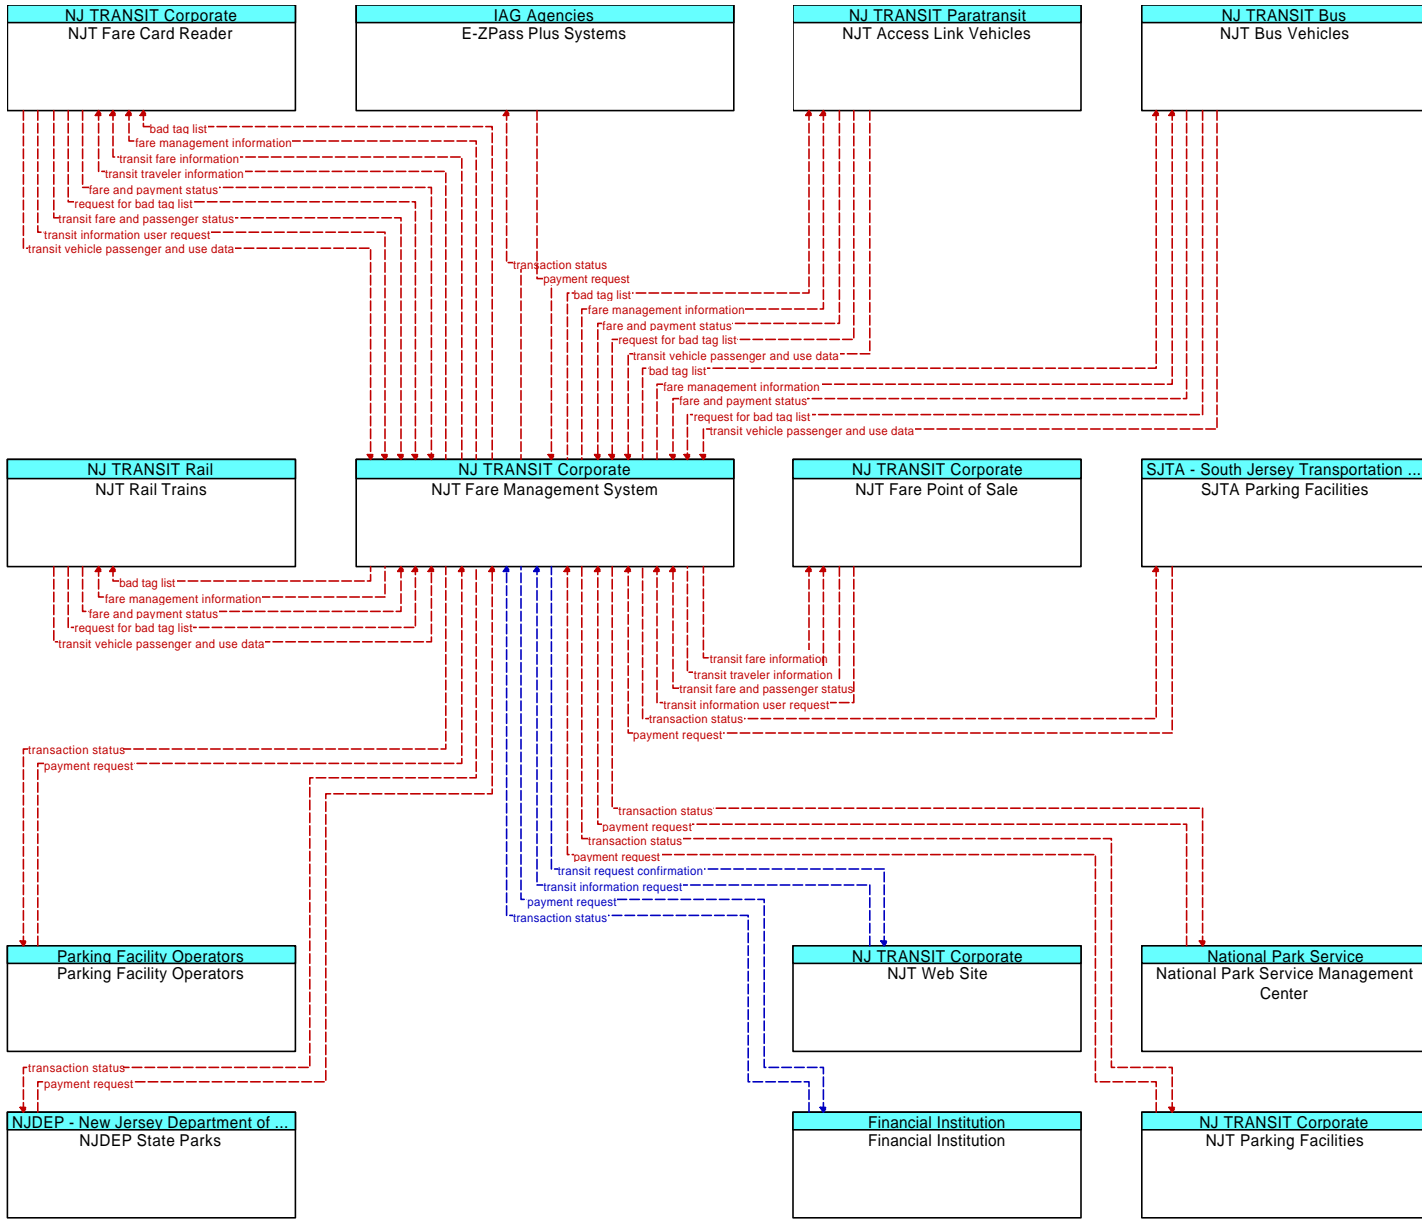 NJ TRANSIT Corporate
NJT Fare Card Reader
IAG Agencies
E-ZPass Plus Systems
NJ TRANSIT Paratransit
NJT Access Link Vehicles
NJ TRANSIT Bus
NJT Bus Vehicles
bad tag list
fare management information
transit fare information
transit traveler information
fare and payment status
request for bad tag list
transit fare and passenger status
transit information user request
transit vehicle passenger and use data
transaction status
payment request
bad tag list
fare management information
fare and payment status
request for bad tag list
transit vehicle passenger and use data
bad tag list
fare management information
fare and payment status
request for bad tag list
transit vehicle passenger and use data
NJ TRANSIT Rail
NJT Rail Trains
NJ TRANSIT Corporate
NJT Fare Management System
NJ TRANSIT Corporate
NJT Fare Point of Sale
SJTA - South Jersey Transportation ...
SJTA Parking Facilities
bad tag list
fare management information
fare and payment status
request for bad tag list
transit vehicle passenger and use data
transit fare information
transit traveler information
transit fare and passenger status
transit information user request
transaction status
payment request
transaction status
payment request
transaction status
payment request
transaction status
payment request
transit request confirmation
transit information request
payment request
transaction status
Parking Facility Operators
Parking Facility Operators
NJ TRANSIT Corporate
NJT Web Site
National Park Service
National Park Service Management
Center
transaction status
payment request
NJDEP - New Jersey Department of ...
NJDEP State Parks
Financial Institution
Financial Institution
NJ TRANSIT Corporate
NJT Parking Facilities